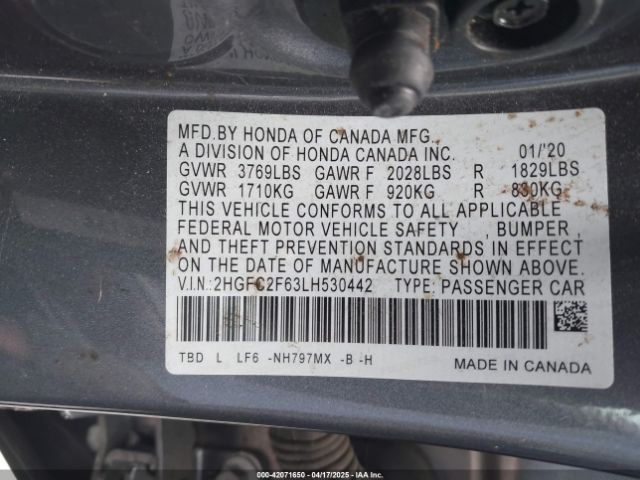 MFD.BY HONDA OF CANADA MFG.
A DIVISION OF HONDA CANADA INC. 01/'20
GVWR 3769LBS GAWR F 2028LBS R 1829LBS
GVWR 1710KG GAWR F 920KG R 830KG
THIS VEHICLE CONFORMS TO ALL APPLICABLE
FEDERAL MOTOR VEHICLE SAFETY , BUMPER ,
AND THEFT PREVENTION STANDARDS IN EFFECT
ON THE DATE OF MANUFACTURE SHOWN ABOVE.
V.I.N.:2HGFC2F63LH530442 TYPE: PASSENGER CAR
TBD L LF6 -NH797MX -B -H
MADE IN CANADA
000-42071650 04/17/2025 IAA Inc.